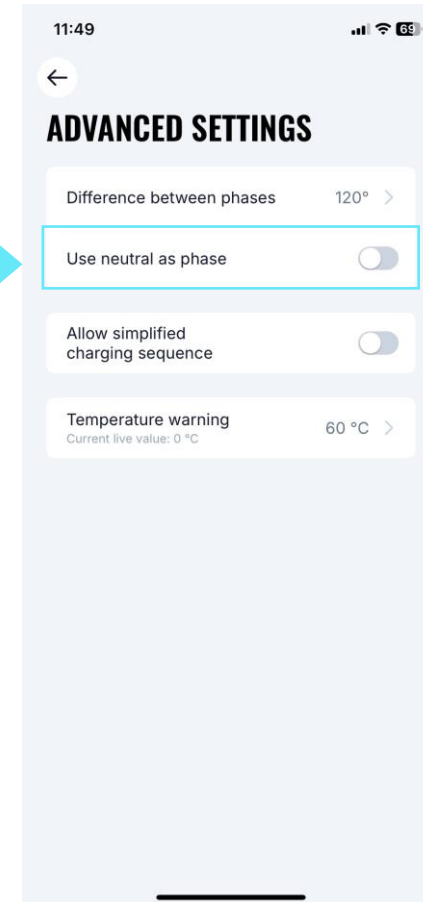 11:49
69
ADVANCED SETTINGS
Difference between phases 120°
Use neutral as phase
Allow simplified
charging sequence
Temperature warning 60 °C
Current live value: 0 °C